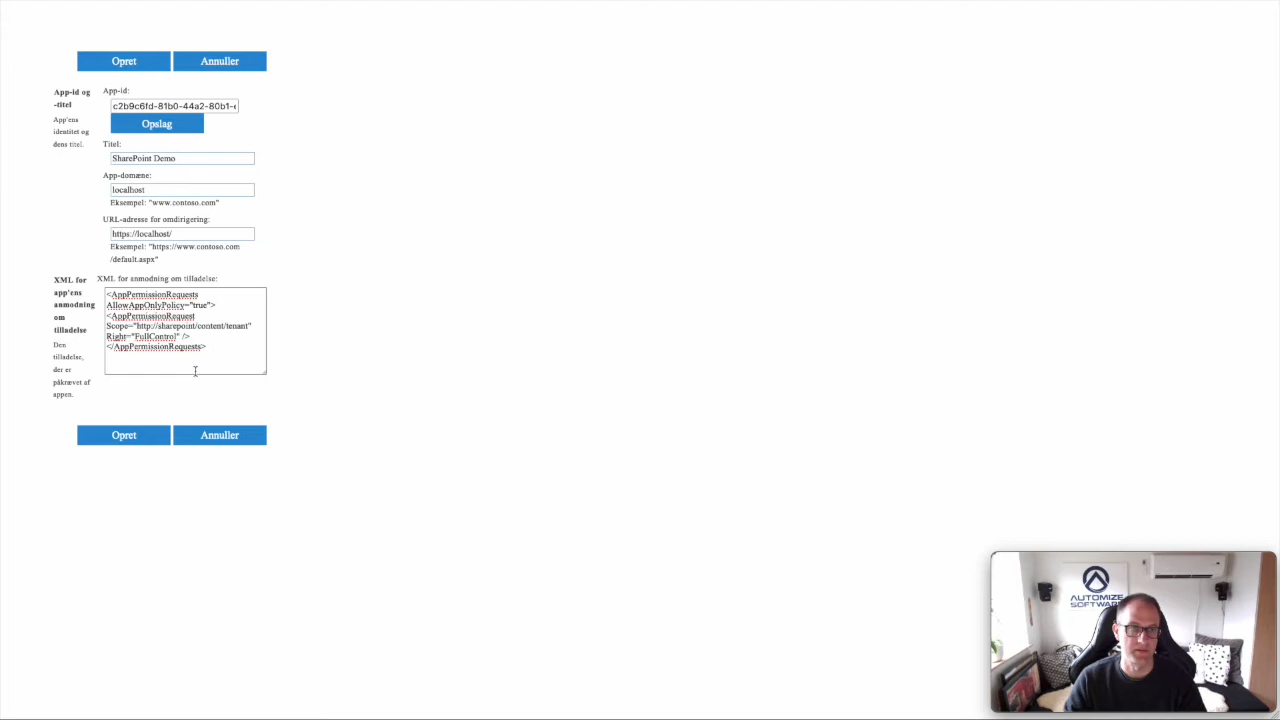 Opret Annuller
App-id og
-titel
App'ens
identitet og
dens titel.
App-id:
c2b9c6fd-81b0-44a2-80b1-
Opslag
Titel:
SharePoint Demo
App-domæne:
localhost
Eksempel: "www.contoso.com"
URL-adresse for omdirigering:
https://localhost/
Eksempel: "https://www.contoso.com
/default.aspx"
XML for
app'ens
anmodning
om
tilladelse
Den
tilladelse,
der er
påkrævet af
appen.
XML for anmodning om tilladelse:
<AppPermissionRequests
AllowAppOnlyPolicy="true">
<AppPermissionRequest
Scope="http://sharepoint/content/tenant"
Right="FullControl" />
</AppPermissionRequests>
Opret Annuller
AUTOMIZE
SOFTWARE